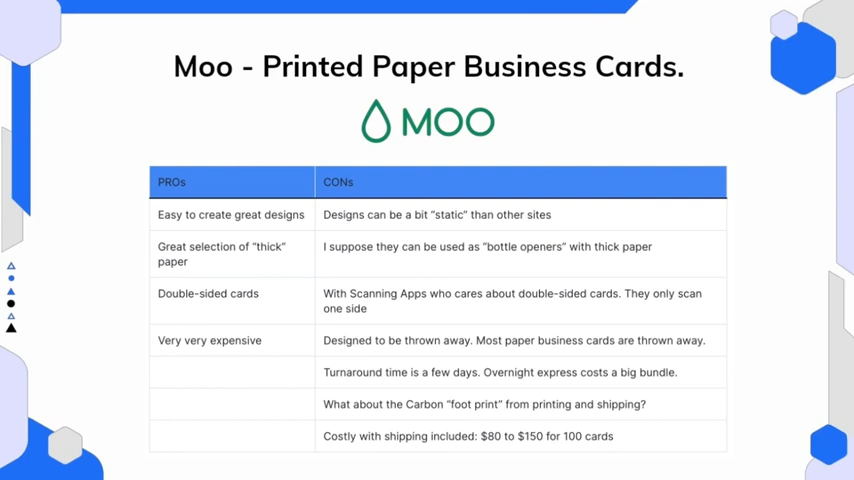 Moo - Printed Paper Business Cards.
MOO
PROs CONs
Easy to create great designs Designs can be a bit “static” than other sites
Great selection of “thick” I suppose they can be used as “bottle openers” with thick paper
paper
Double-sided cards With Scanning Apps who cares about double-sided cards. They only scan
one side
Very very expensive Designed to be thrown away. Most paper business cards are thrown away.
Turnaround time is a few days. Overnight express costs a big bundle.
What about the Carbon “foot print” from printing and shipping?
Costly with shipping included: $80 to $150 for 100 cards